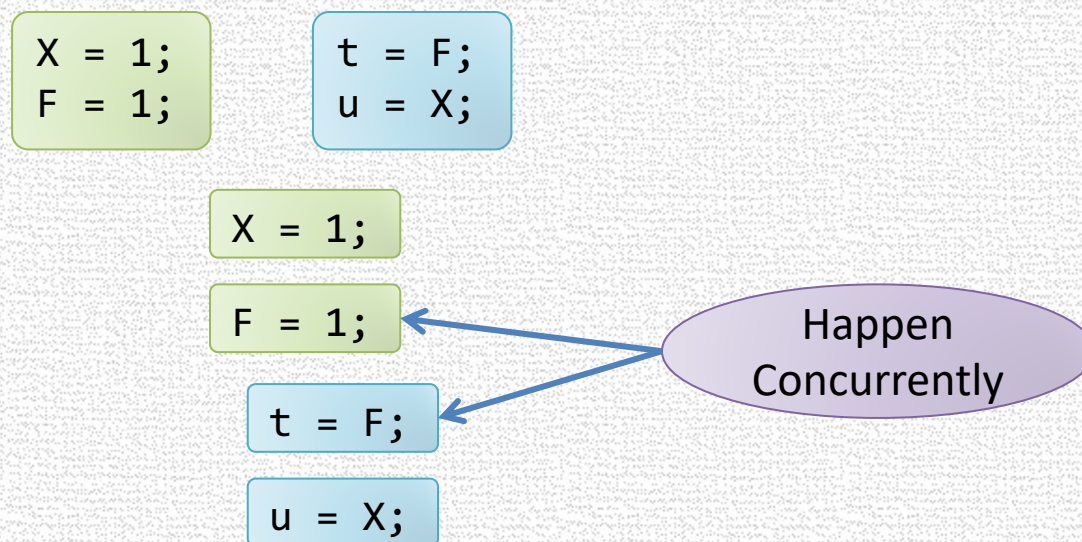 X = 1;
F = 1;
t = F;
u = X;
X = 1;
F = 1;
Happen
Concurrently
t = F;
u = X;